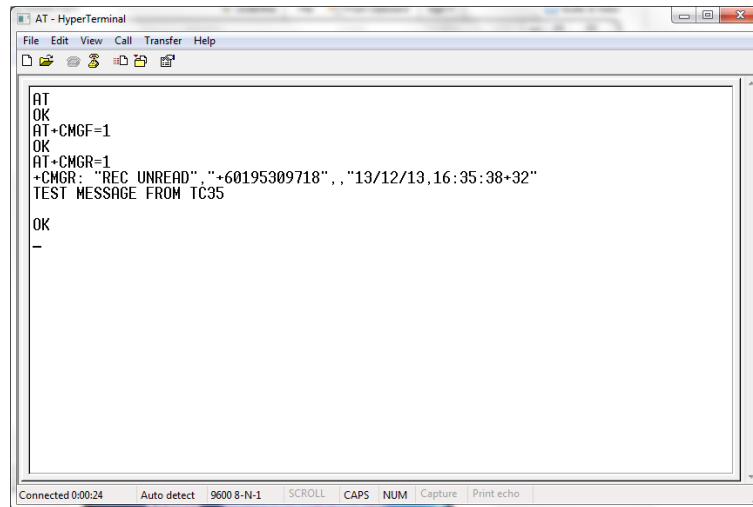 AT - HyperTerminal
File Edit View Call Transfer Help
AT
OK
AT+CMGF=1
OK
AT+CMGR=1
+CMGR: "REC UNREAD","+60195309718",,"13/12/13,16:35:38+32"
TEST MESSAGE FROM TC35
OK
_
Connected 0:00:24 Auto detect 9600 8-N-1 SCROLL CAPS NUM Capture Print echo